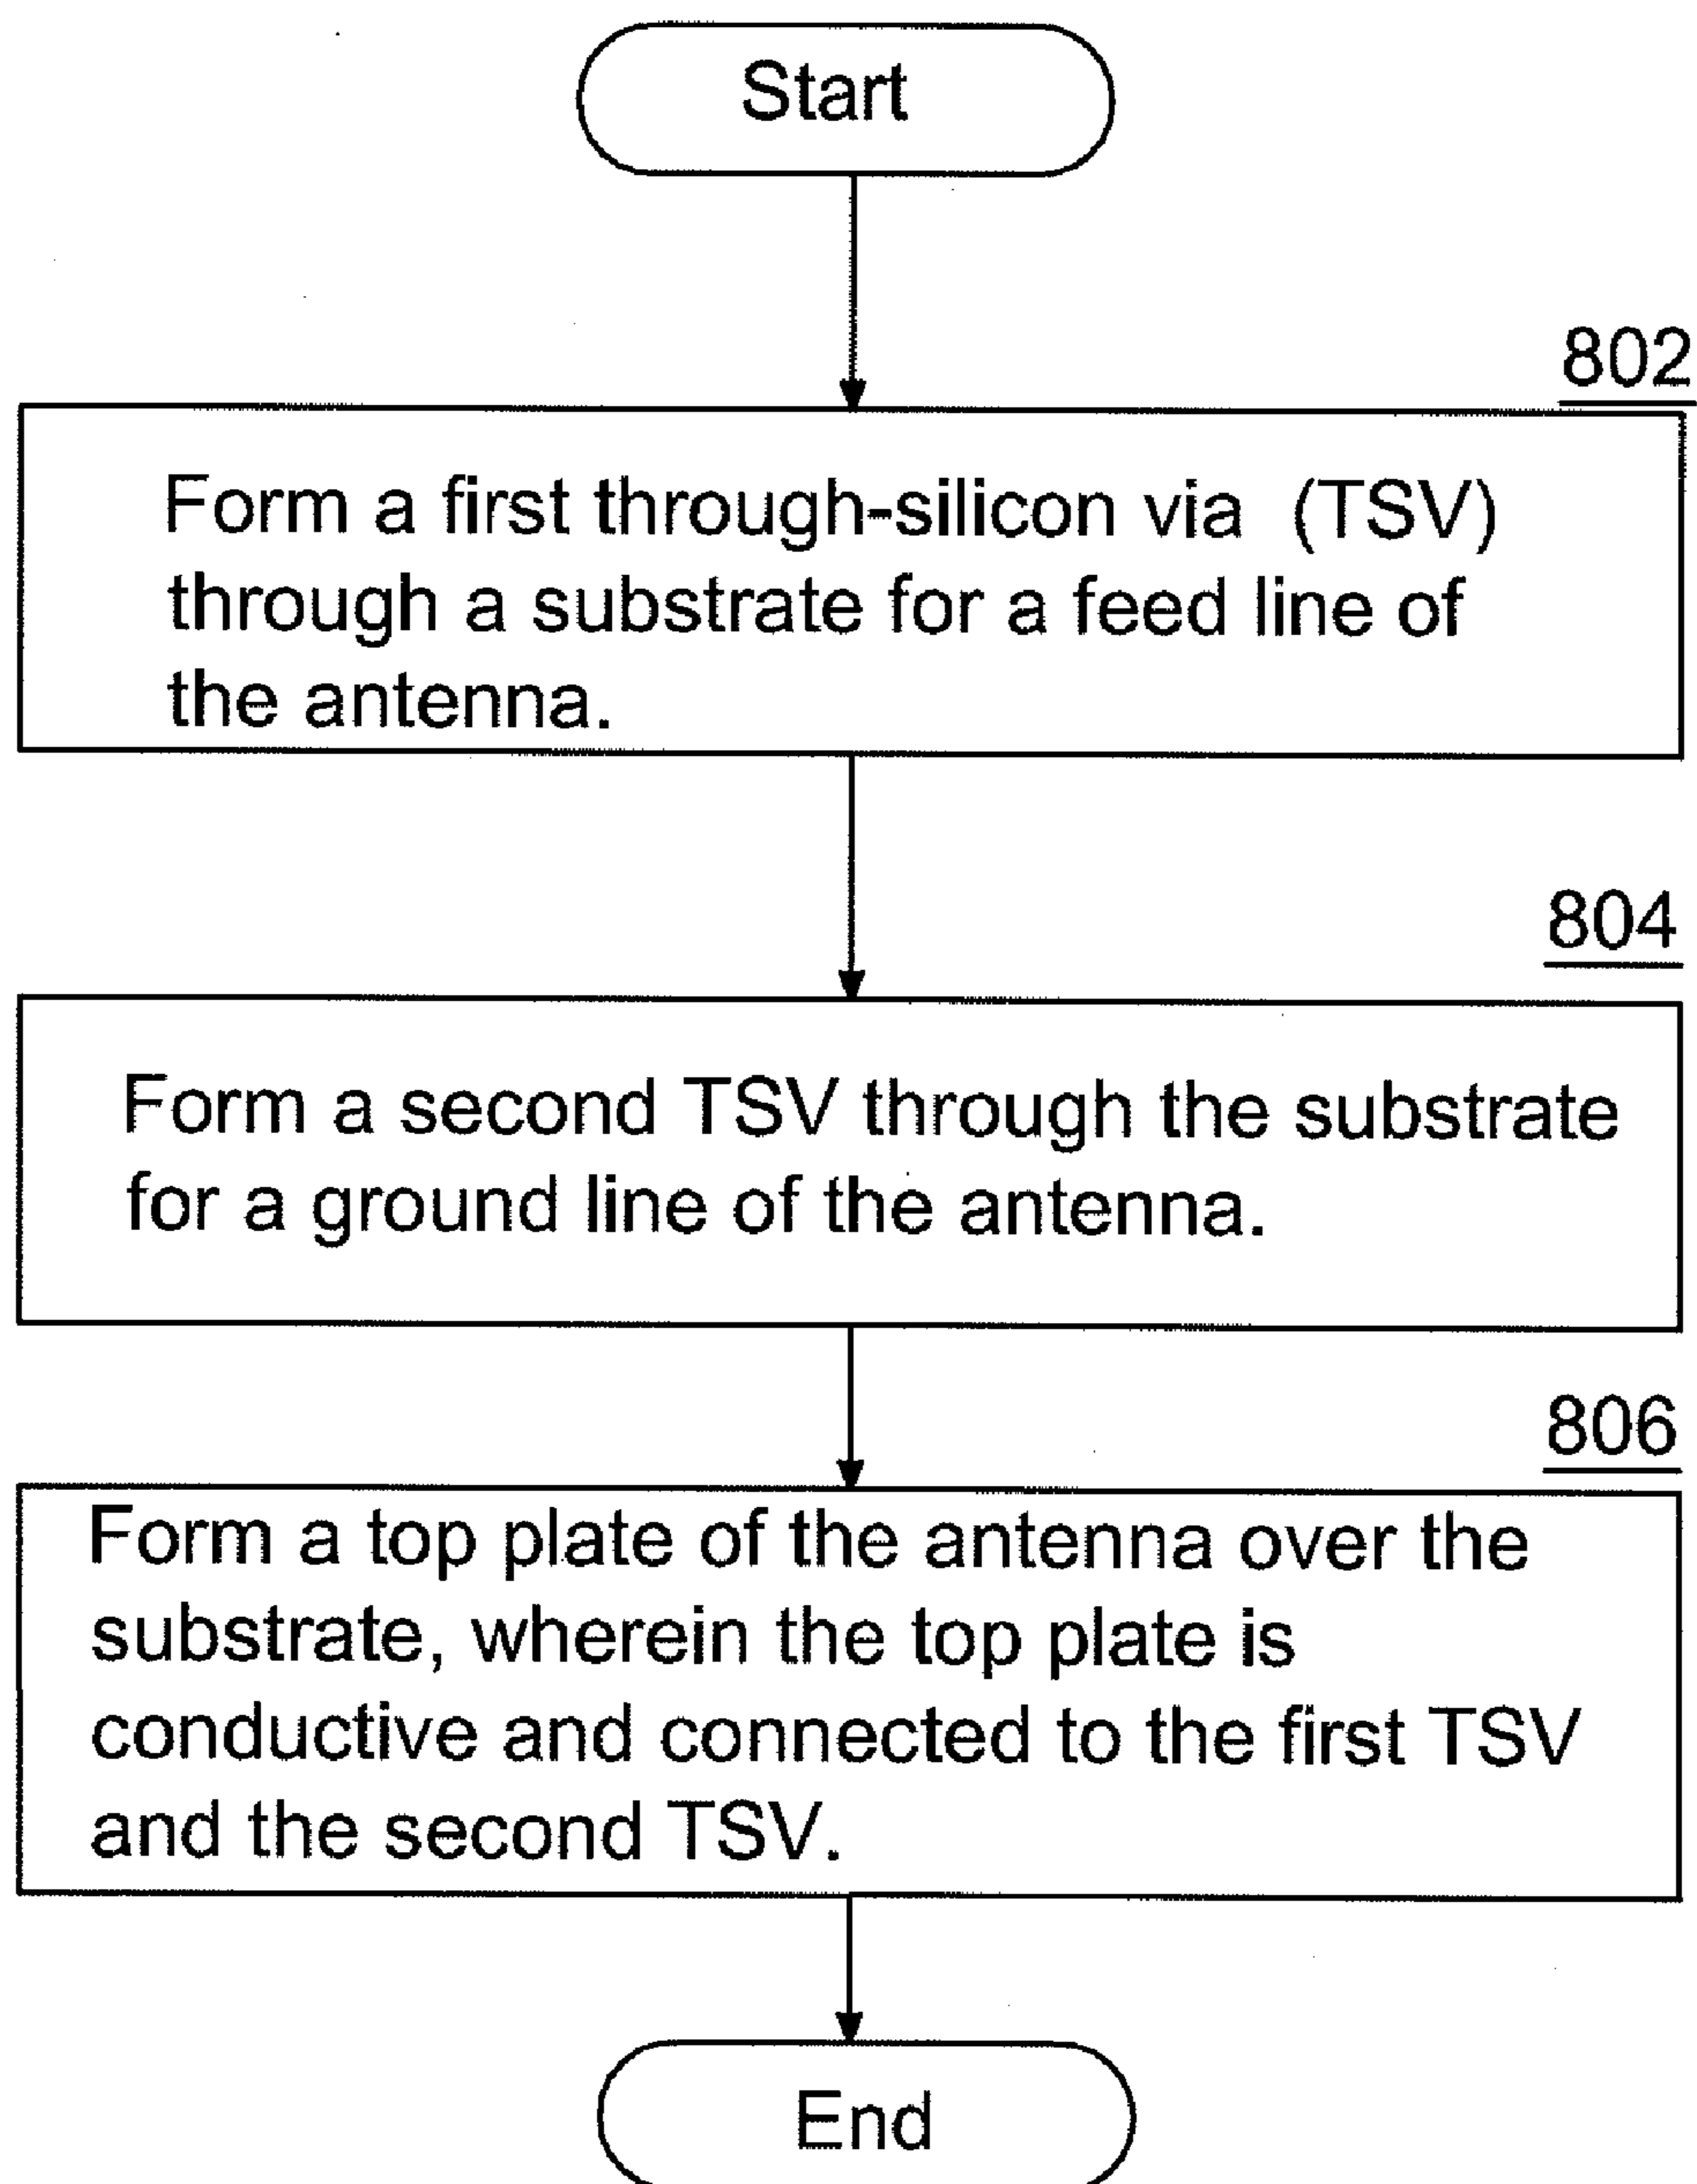 Start
802
Form a first through-silicon via (TSV)
through a substrate for a feed line of
the antenna.
804
Form a second TSV through the substrate
for a ground line of the antenna.
806
Form a top plate of the antenna over the
substrate, wherein the top plate is
conductive and connected to the first TSV
and the second TSV.
End